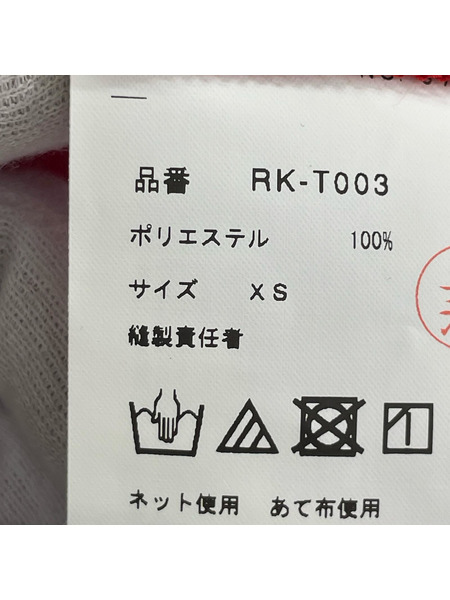 品番 RK-T003
ポリエステル 100%
サイズ XS
縫製責任者
ネット使用 あて布使用